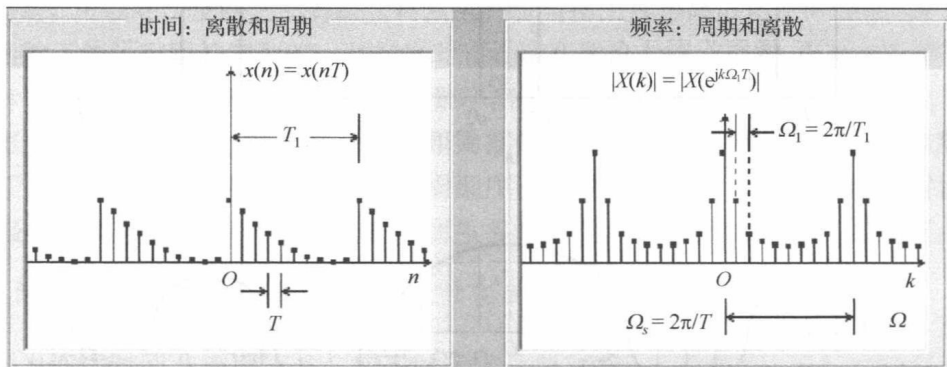 时间：离散和周期
x(n) = x(nT)
T₁
O
n
T
频率：周期和离散
|X(k)| = |X(e^{jkΩ₁T})|
Ω₁ = 2π/T₁
O
k
Ωₛ = 2π/T
Ω